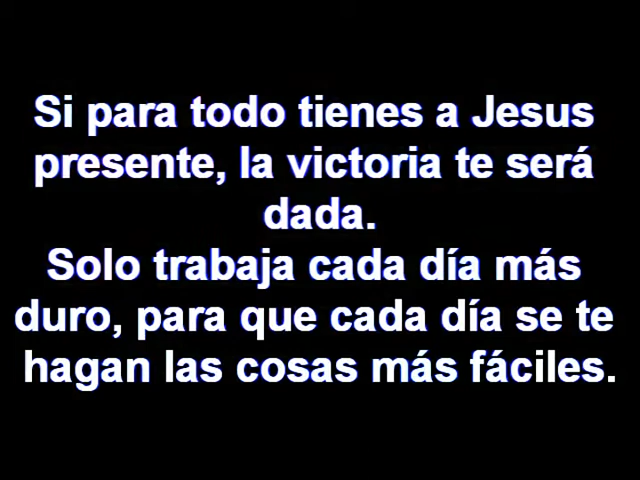 Si para todo tienes a Jesus
presente, la victoria te será
dada.
Solo trabaja cada día más
duro, para que cada día se te
hagan las cosas más fáciles.